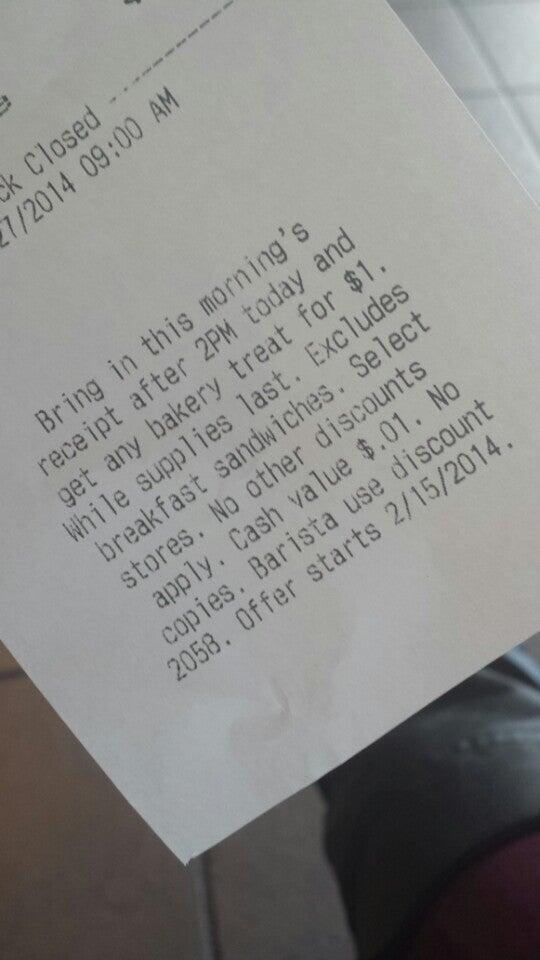 ck Closed
27/2014 09:00 AM
Bring in this morning's
receipt after 2PM today and
get any bakery treat for $1.
While supplies last. Excludes
breakfast sandwiches. Select
stores. No other discounts
apply. Cash value $.01. No
copies. Barista use discount
2058. Offer starts 2/15/2014.